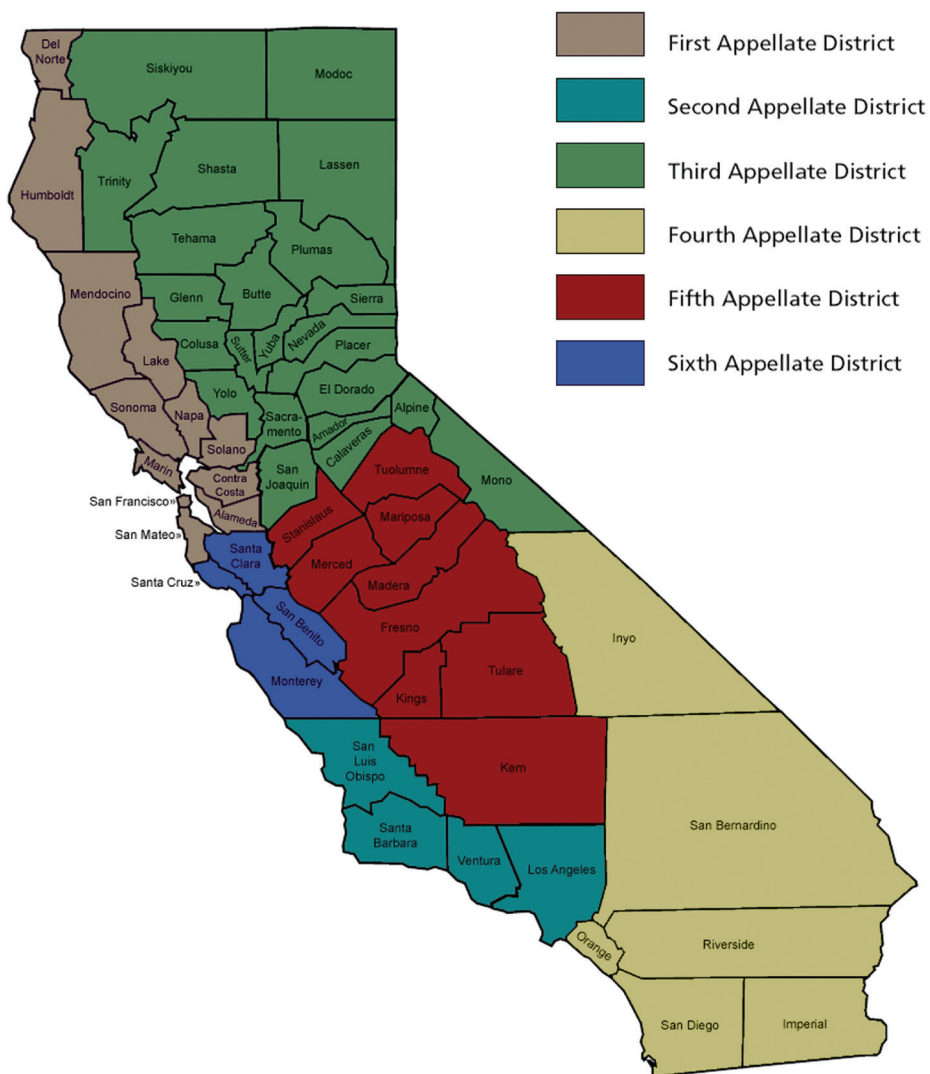 Del
Norte
Siskiyou
Modoc
First Appellate District
Second Appellate District
Third Appellate District
Fourth Appellate District
Fifth Appellate District
Sixth Appellate District
Humboldt
Trinity
Shasta
Lassen
Tehama
Plumas
Mendocino
Glenn
Butte
Sierra
Lake
Colusa
Sutter
Yuba
Nevada
Placer
Sonoma
Napa
Yolo
El Dorado
Sacra-
mento
Amador
Alpine
Solano
Calaveras
Marin
Contra
Costa
San
Joaquin
Tuolumne
Mono
San Francisco»
Alameda
Stanislaus
Mariposa
San Mateo»
Santa
Clara
Merced
Santa Cruz»
Madera
San Benito
Fresno
Inyo
Monterey
Kings
Tulare
San
Luis
Obispo
Kern
Santa
Barbara
Ventura
Los Angeles
San Bernardino
Orange
Riverside
San Diego
Imperial